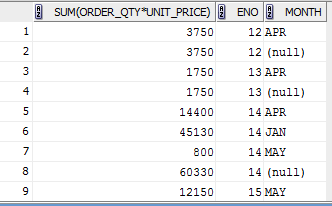 SUM(ORDER_QTY*UNIT_PRICE) ENO MONTH
1 3750 12 APR
2 3750 12 (null)
3 1750 13 APR
4 1750 13 (null)
5 14400 14 APR
6 45130 14 JAN
7 800 14 MAY
8 60330 14 (null)
9 12150 15 MAY